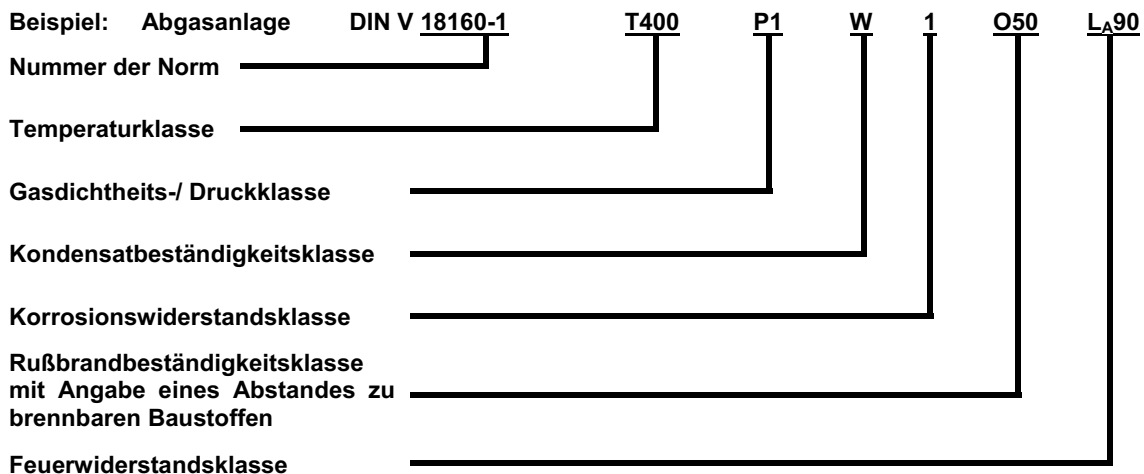 Beispiel: Abgasanlage DIN V 18160-1 T400 P1 W 1 O50 LA90
Nummer der Norm
Temperaturklasse
Gasdichtheits-/ Druckklasse
Kondensatbeständigkeitsklasse
Korrosionswiderstandsklasse
Rußbrandbeständigkeitsklasse
mit Angabe eines Abstandes zu
brennbaren Baustoffen
Feuerwiderstandsklasse